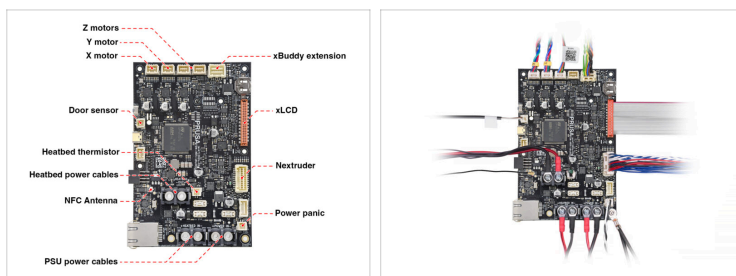 Z motors
Y motor
X motor
xBuddy extension
Door sensor
xLCD
Heatbed thermistor
Nextruder
Heatbed power cables
NFC Antenna
Power panic
PSU power cables